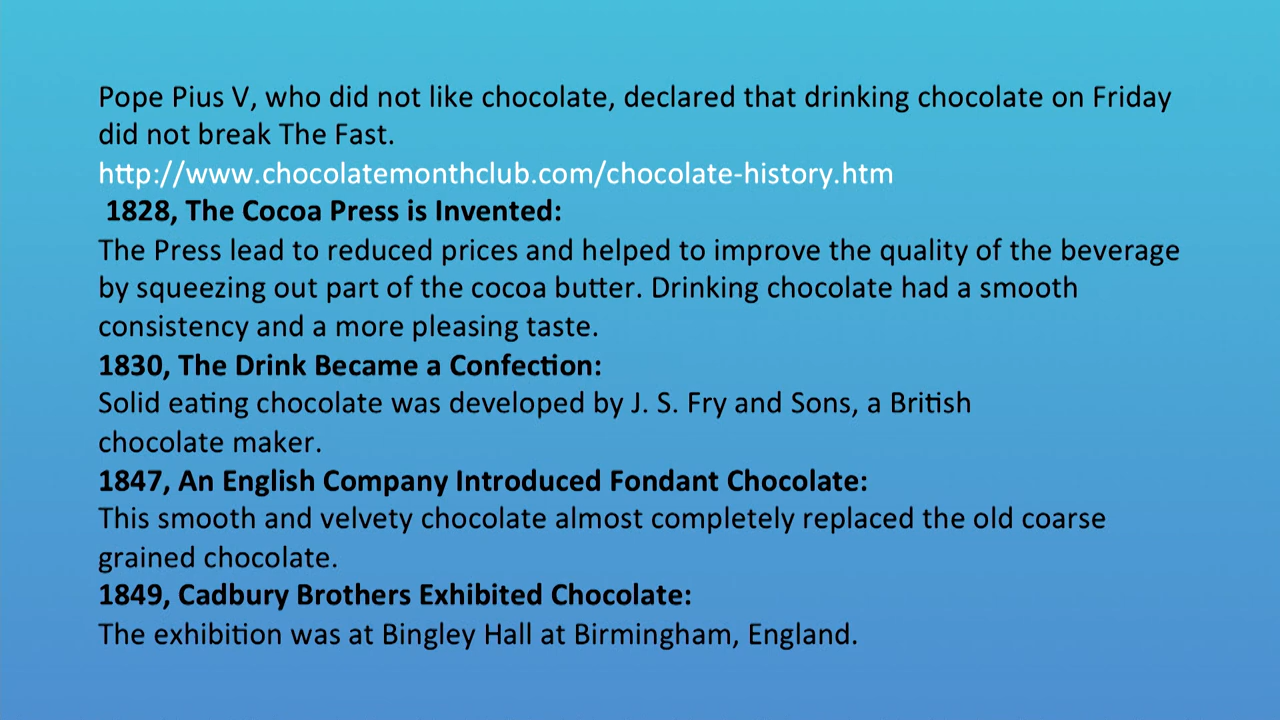 Pope Pius V, who did not like chocolate, declared that drinking chocolate on Friday
did not break The Fast.
http://www.chocolatemonthclub.com/chocolate-history.htm
1828, The Cocoa Press is Invented:
The Press lead to reduced prices and helped to improve the quality of the beverage
by squeezing out part of the cocoa butter. Drinking chocolate had a smooth
consistency and a more pleasing taste.
1830, The Drink Became a Confection:
Solid eating chocolate was developed by J. S. Fry and Sons, a British
chocolate maker.
1847, An English Company Introduced Fondant Chocolate:
This smooth and velvety chocolate almost completely replaced the old coarse
grained chocolate.
1849, Cadbury Brothers Exhibited Chocolate:
The exhibition was at Bingley Hall at Birmingham, England.